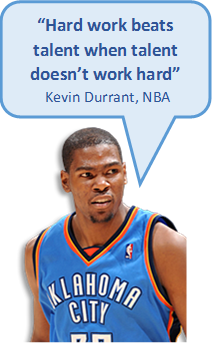 “Hard work beats
talent when talent
doesn’t work hard”
Kevin Durrant, NBA
OKLAHOMA
CITY